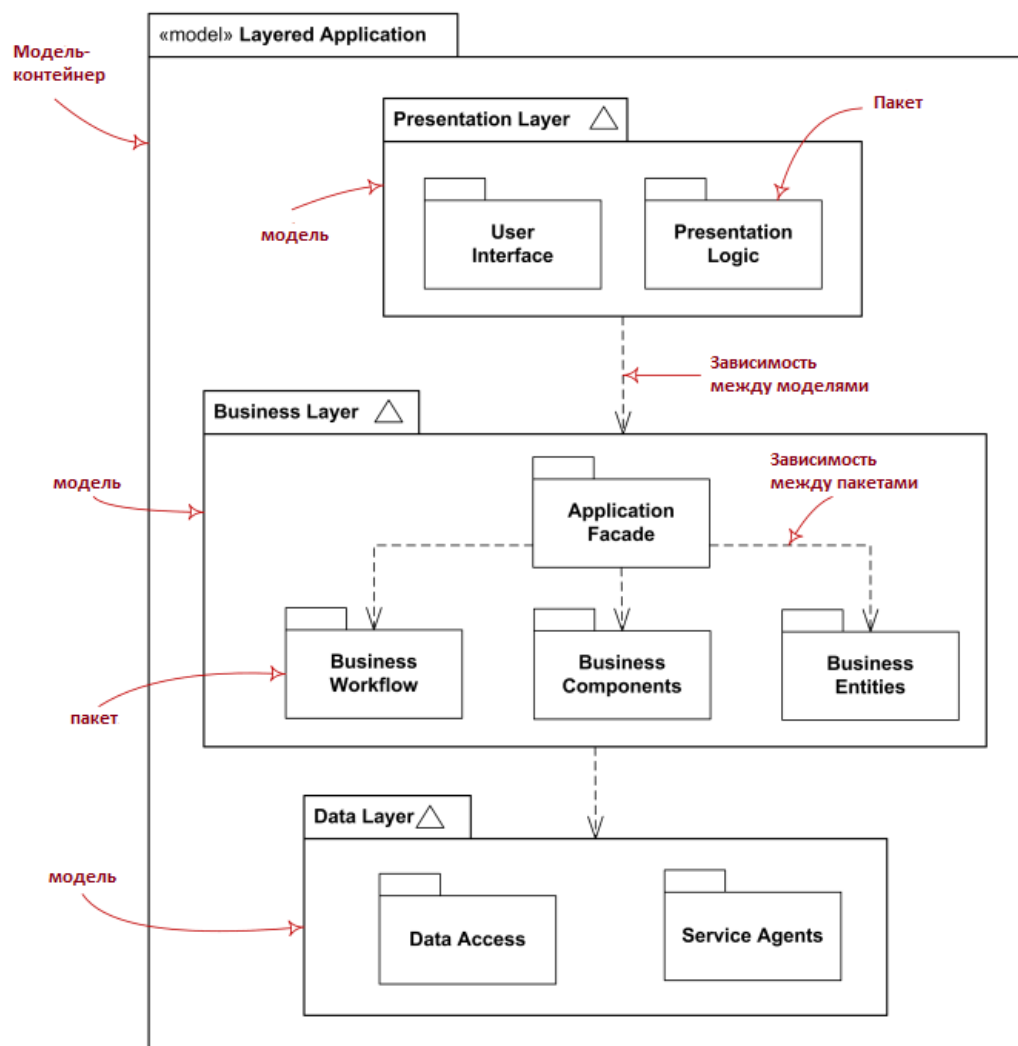 «model» Layered Application
Модель-
контейнер
Presentation Layer
Пакет
модель
User
Interface
Presentation
Logic
Зависимость
между моделями
Business Layer
модель
Зависимость
между пакетами
Application
Facade
Business
Workflow
Business
Components
Business
Entities
пакет
Data Layer
модель
Data Access
Service Agents